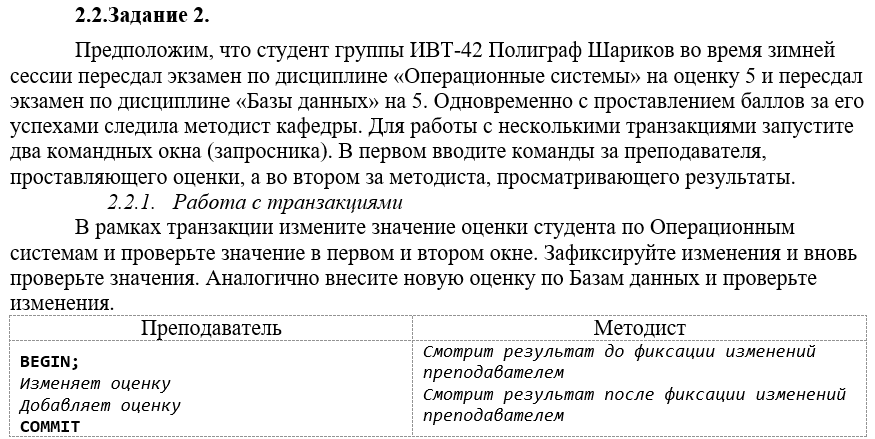 2.2.Задание 2.
Предположим, что студент группы ИВТ-42 Полиграф Шариков во время зимней
сессии пересдал экзамен по дисциплине «Операционные системы» на оценку 5 и пересдал
экзамен по дисциплине «Базы данных» на 5. Одновременно с проставлением баллов за его
успехами следила методист кафедры. Для работы с несколькими транзакциями запустите
два командных окна (запросника). В первом вводите команды за преподавателя,
проставляющего оценки, а во втором за методиста, просматривающего результаты.
2.2.1. Работа с транзакциями
В рамках транзакции измените значение оценки студента по Операционным
системам и проверьте значение в первом и втором окне. Зафиксируйте изменения и вновь
проверьте значения. Аналогично внесите новую оценку по Базам данных и проверьте
изменения.
Преподаватель
BEGIN;
Изменяет оценку
Добавляет оценку
COMMIT
Методист
Смотрит результат до фиксации изменений
преподавателем
Смотрит результат после фиксации изменений
преподавателем